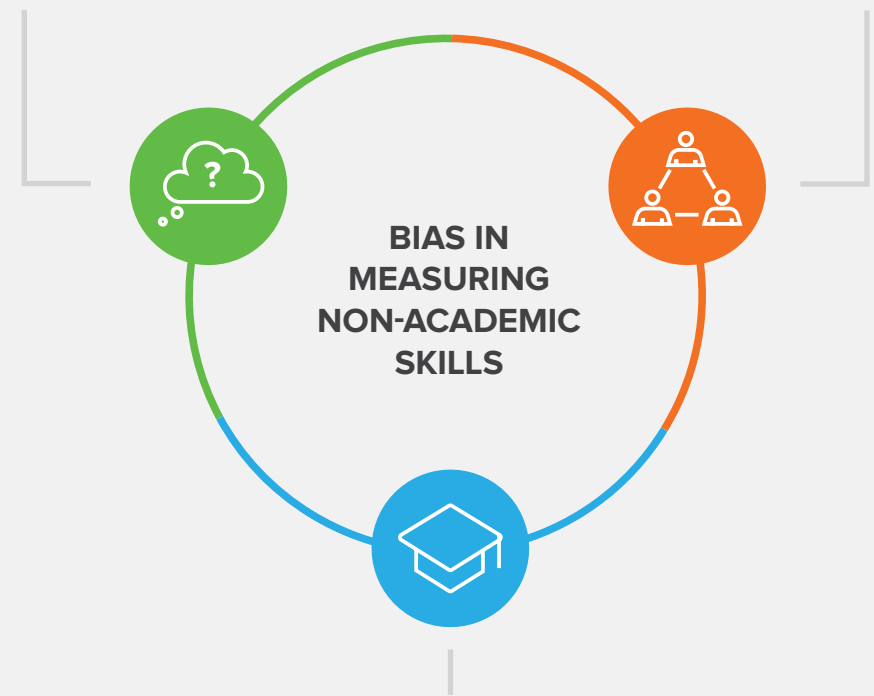 ?
BIAS IN
MEASURING
NON-ACADEMIC
SKILLS